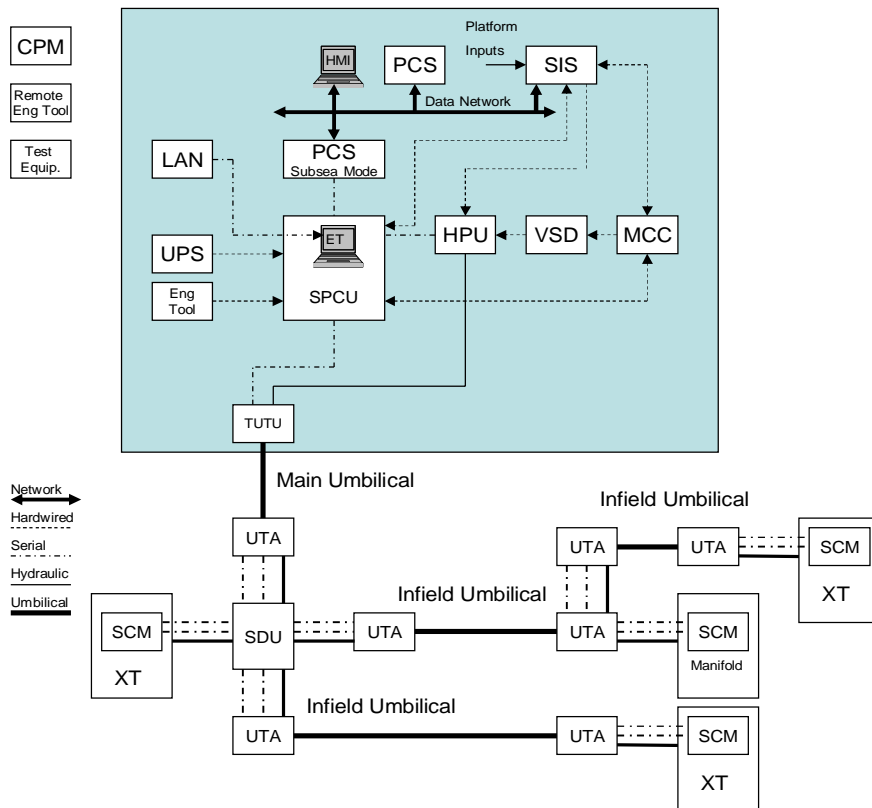 CPM
Remote
Eng Tool
Test
Equip.
Platform
Inputs
HMI
PCS
SIS
Data Network
LAN
PCS
Subsea Mode
UPS
ET
HPU
VSD
MCC
Eng
Tool
SPCU
TUTU
Main Umbilical
Network
Hardwired
Serial
Hydraulic
Umbilical
Infield Umbilical
UTA
UTA
UTA
SCM
XT
Infield Umbilical
SCM
XT
SDU
UTA
UTA
SCM
Manifold
Infield Umbilical
UTA
UTA
SCM
XT